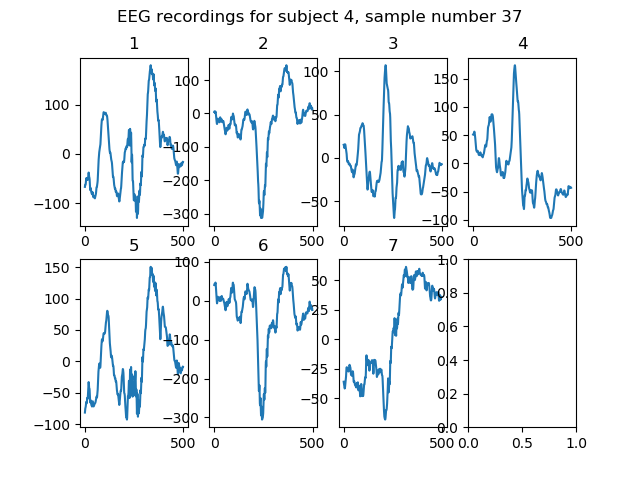 EEG recordings for subject 4, sample number 37
1 2 3 4
100 0 −100
100 0 −100 −200 −300
100 50 0 −50
150 100 50 0 −50 −100
0 500 0 500 0 500 0 500
5 6 7
150 100 50 0 −50 −100
100 0 −100 −200 −300
50 25 0 −25 −50
1.0 0.8 0.6 0.4 0.2 0.0
0 500 0 500 0 500 0.0 0.5 1.0